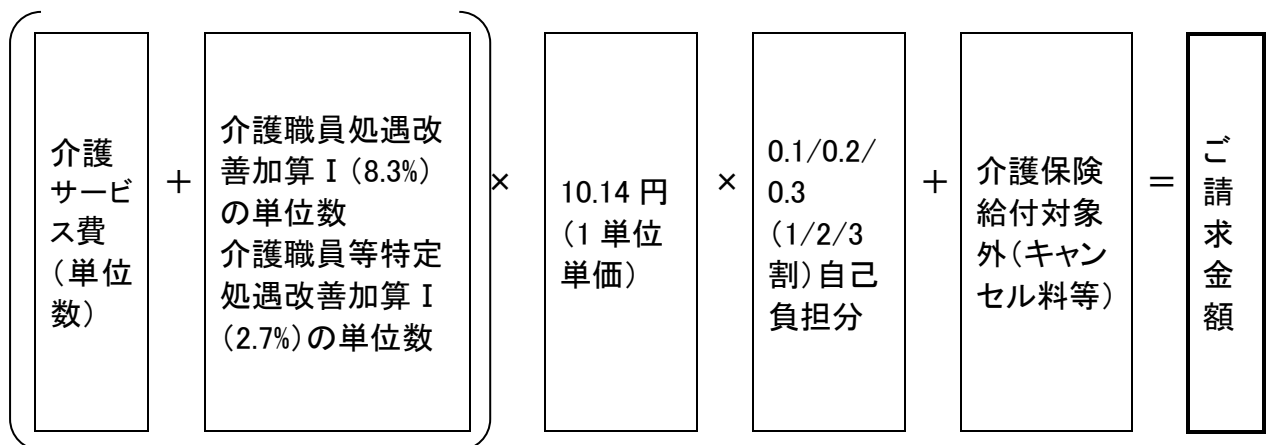 介護
サービ
ス費
(単位
数)
+
介護職員処遇改
善加算Ⅰ(8.3%)
の単位数
介護職員等特定
処遇改善加算Ⅰ
(2.7%)の単位数
×
10.14 円
(1 単位
単価)
×
0.1/0.2/
0.3
(1/2/3
割)自己
負担分
+
介護保険
給付対象
外(キャン
セル料等)
=
ご
請
求
金
額